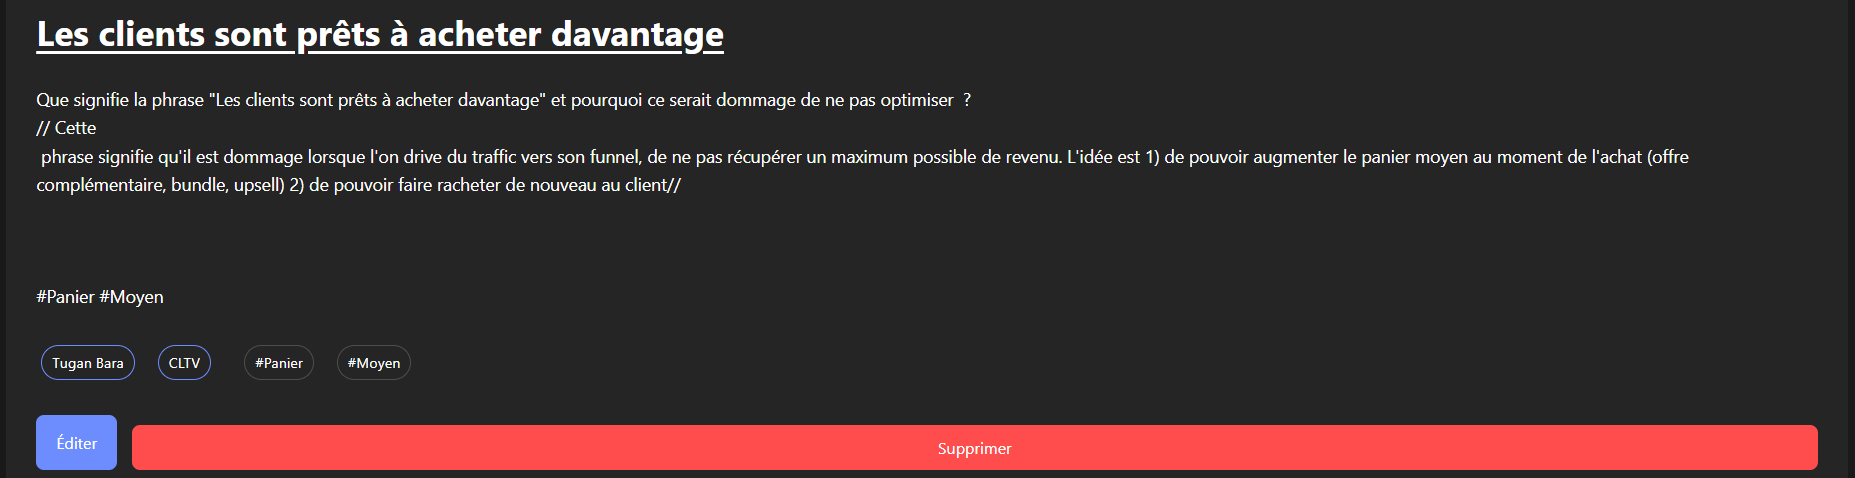 Les clients sont prêts à acheter davantage
Que signifie la phrase "Les clients sont prêts à acheter davantage" et pourquoi ce serait dommage de ne pas optimiser  ?
// Cette
phrase signifie qu'il est dommage lorsque l'on drive du traffic vers son funnel, de ne pas récupérer un maximum possible de revenu. L'idée est 1) de pouvoir augmenter le panier moyen au moment de l'achat (offre
complémentaire, bundle, upsell) 2) de pouvoir faire racheter de nouveau au client//
#Panier #Moyen
Tugan Bara CLTV #Panier #Moyen
Éditer
Supprimer